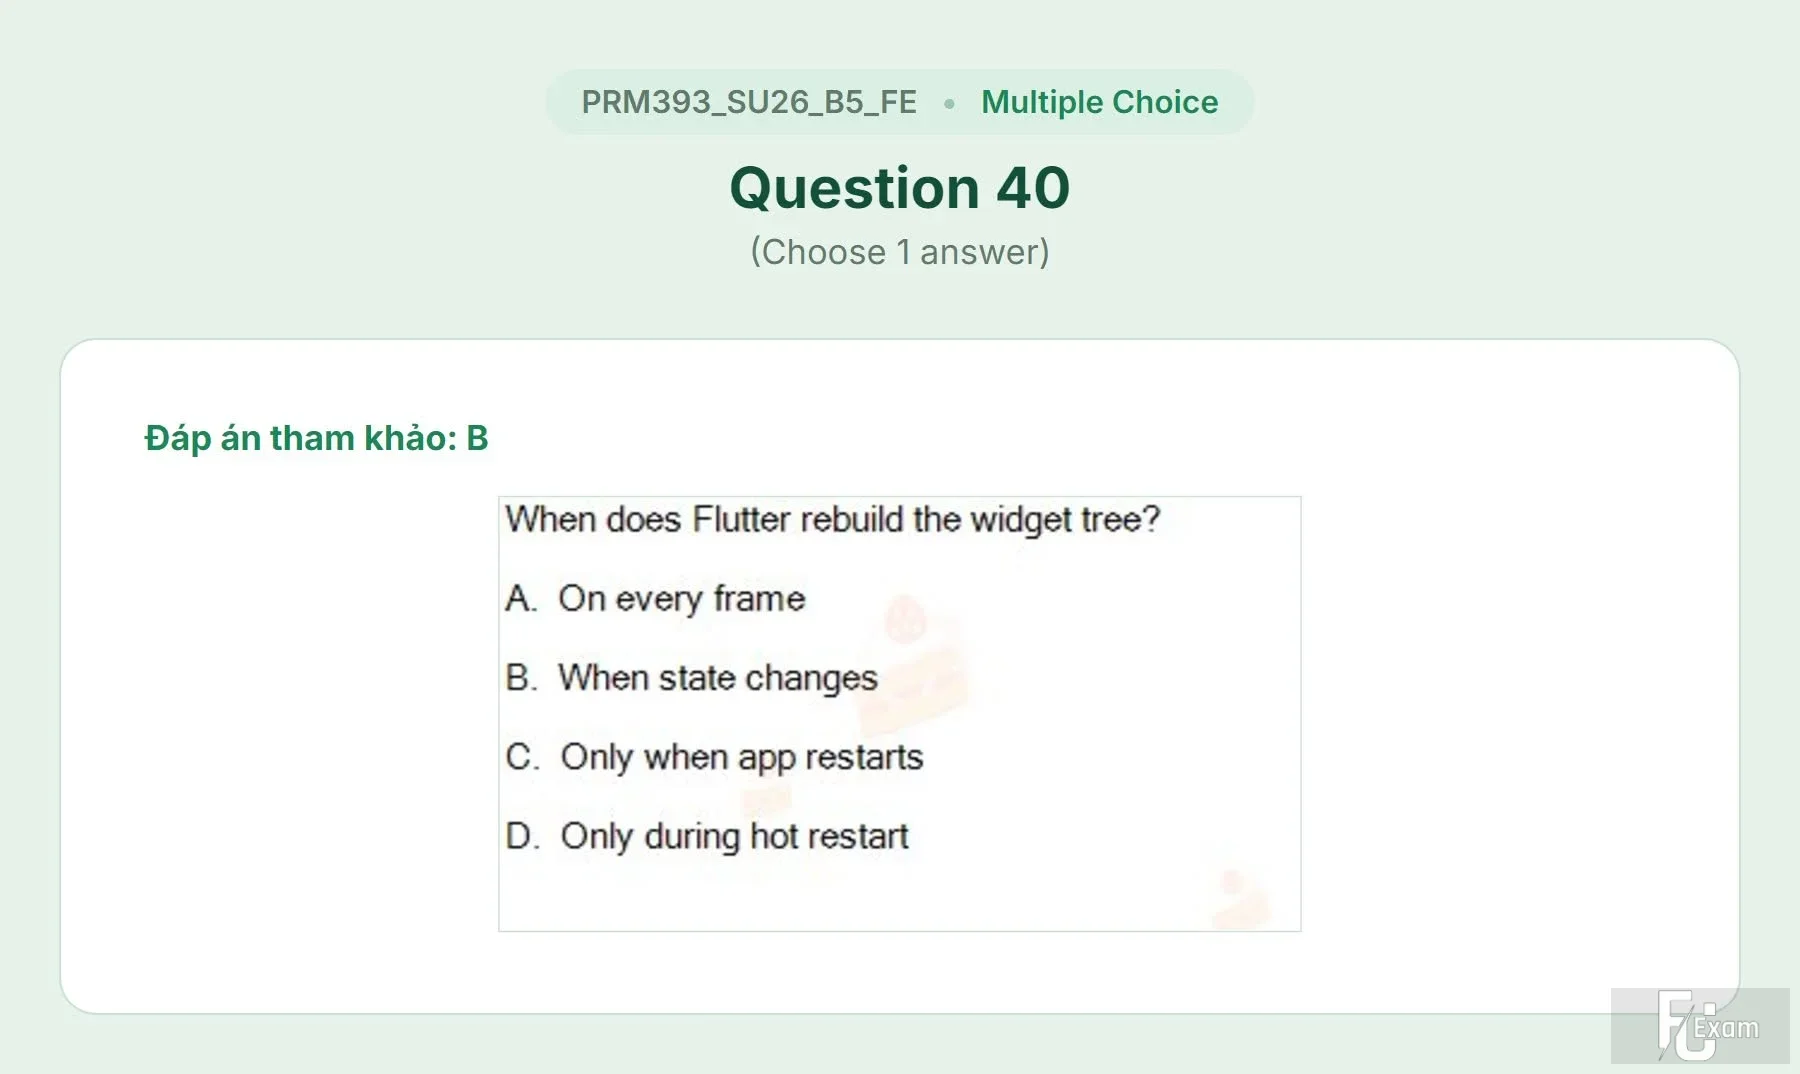 PRM393_SU26_B5_FE • Multiple Choice
Question 40
(Choose 1 answer)
Đáp án tham khảo: B
When does Flutter rebuild the widget tree?
A. On every frame
B. When state changes
C. Only when app restarts
D. Only during hot restart
FU Exam